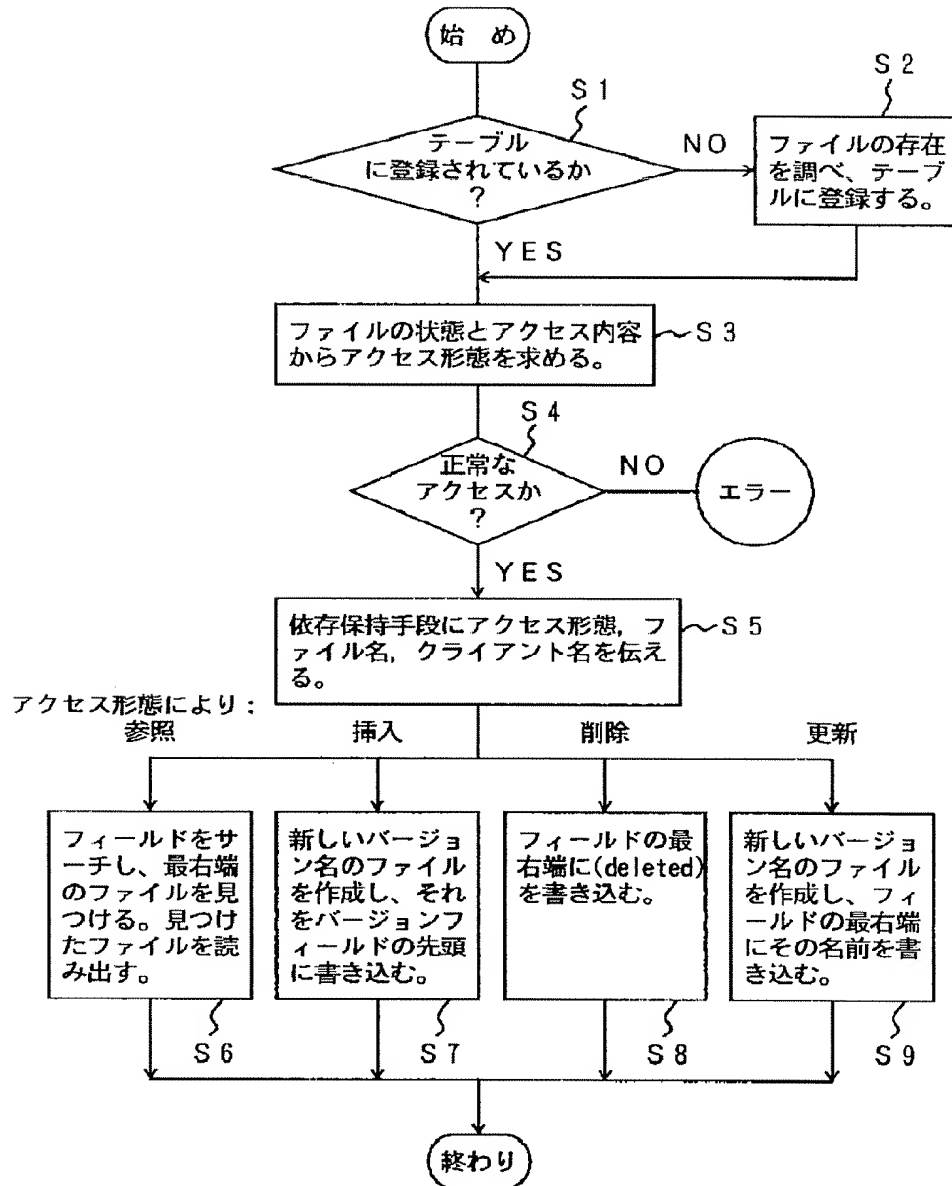 始 め
S1
テーブル
に登録されているか
?
NO
S2
ファイルの存在
を調べ、テーブ
ルに登録する。
YES
ファイルの状態とアクセス内容
からアクセス形態を求める。
S3
S4
正常な
アクセスか
?
NO
エラー
YES
依存保持手段にアクセス形態，フ
ァイル名，クライアント名を伝え
る。
S5
アクセス形態により：
参照
挿入
削除
更新
フィールドをサ
ーチし、最右端
のファイルを見
つける。見つけ
たファイルを読
み出す。
新しいバージョ
ン名のファイル
を作成し、それ
をバージョンフ
ィールドの先頭
に書き込む。
フィールドの最
右端に(deleted)
を書き込む。
新しいバージョ
ン名のファイル
を作成し、フィ
ールドの最右端
にその名前を書
き込む。
S6
S7
S8
S9
終わり